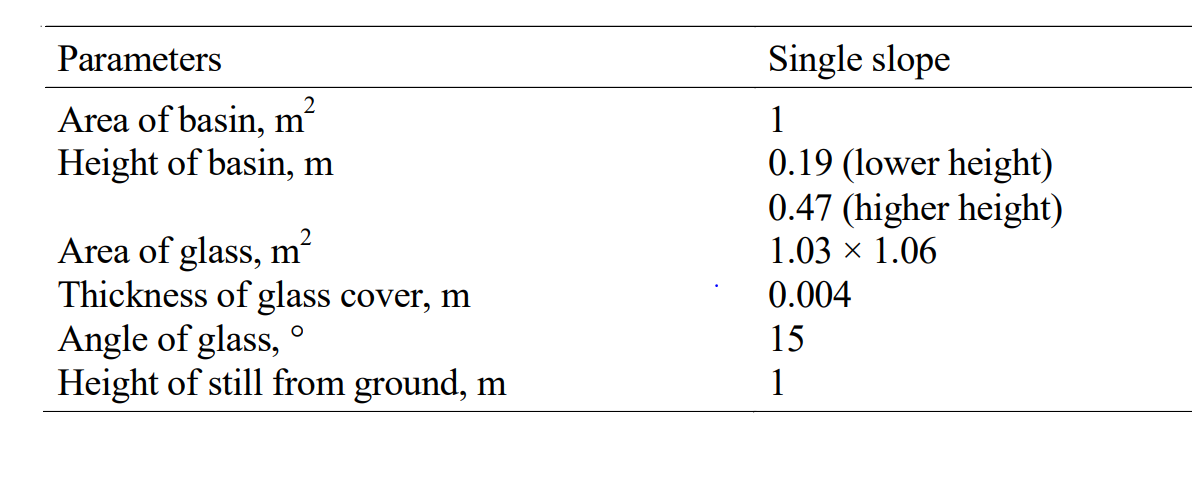 Parameters Single slope
Area of basin, m² 1
Height of basin, m 0.19 (lower height)
0.47 (higher height)
Area of glass, m² 1.03 × 1.06
Thickness of glass cover, m 0.004
Angle of glass, ° 15
Height of still from ground, m 1